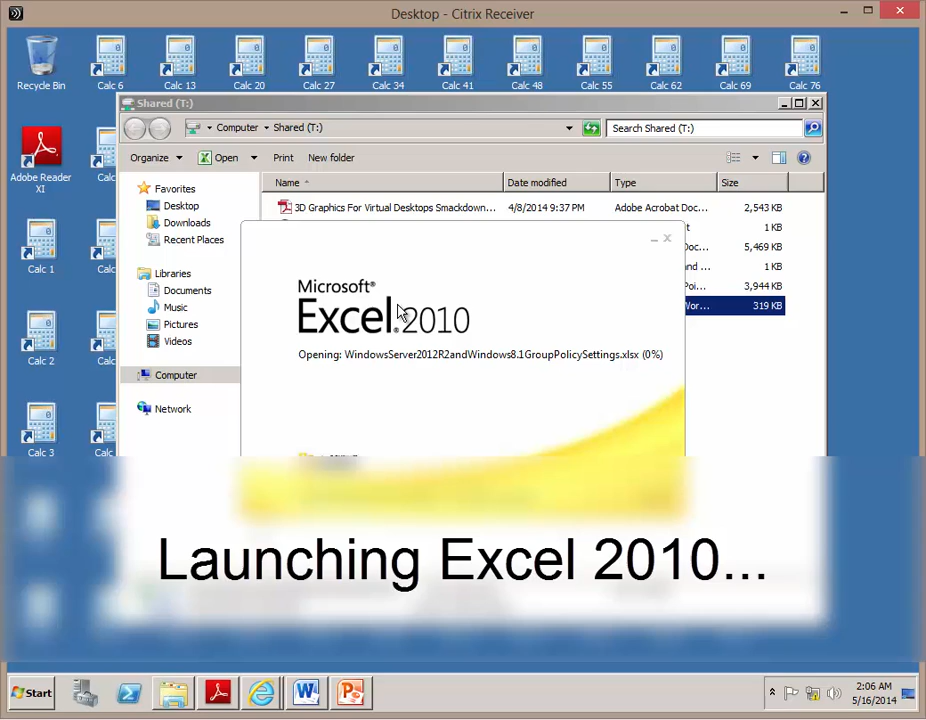 Desktop - Citrix Receiver
Recycle Bin
Calc 6
Calc 13
Calc 20
Calc 27
Calc 34
Calc 41
Calc 48
Calc 55
Calc 62
Calc 69
Calc 76
Shared (T:)
Computer
Shared (T:)
Search Shared (T:)
Adobe Reader
XI
Calc
Organize
Open
Print
New folder
Name
Date modified
Type
Size
Favorites
Desktop
Downloads
Recent Places
Libraries
Documents
Music
Pictures
Videos
Computer
Network
3D Graphics For Virtual Desktops Smackdown...
4/8/2014 9:37 PM
Adobe Acrobat Doc...
2,543 KB
1 KB
Doc...
5,469 KB
and ...
1 KB
Poi...
3,944 KB
Wor...
319 KB
Calc 1
Calc 2
Calc 3
Microsoft®
Excel® 2010
Opening: WindowsServer2012R2andWindows8.1GroupPolicySettings.xlsx (0%)
Launching Excel 2010...
Start
2:06 AM
5/16/2014